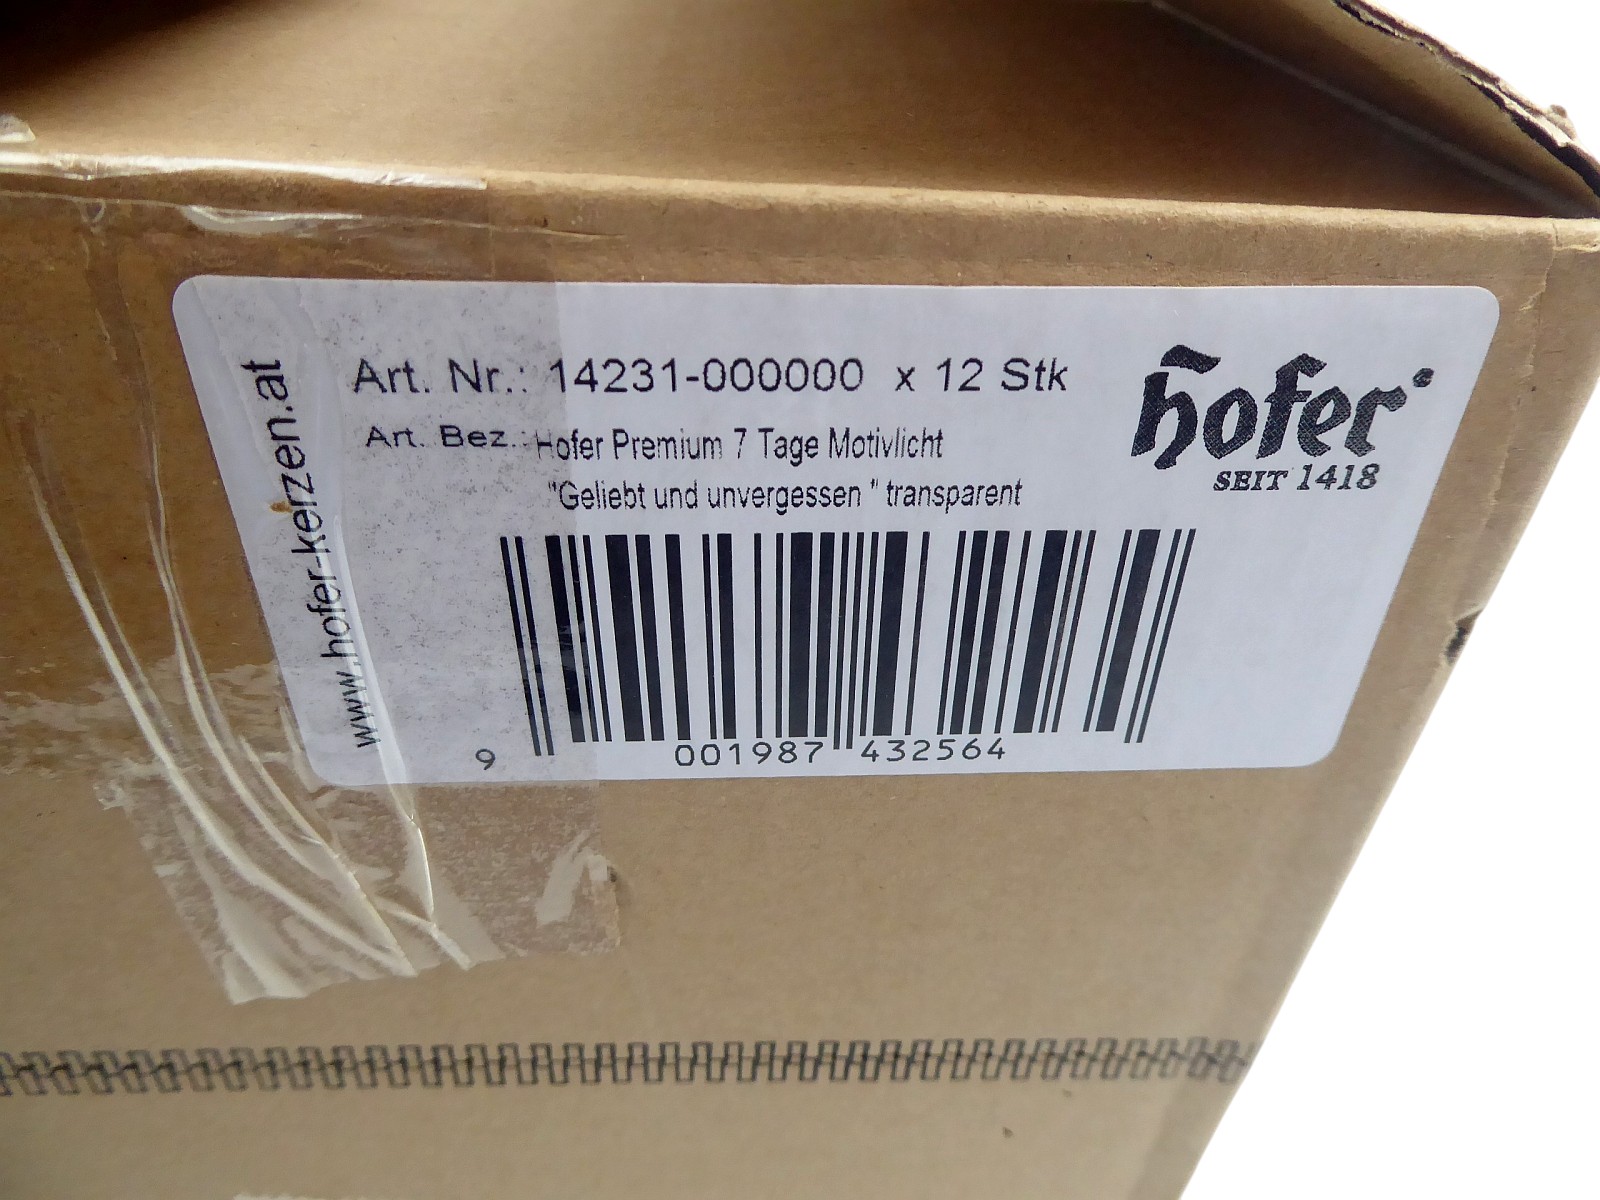 www.hofer-kerzen.at
Art. Nr.: 14231-000000 x 12 Stk
Art. Bez.: Hofer Premium 7 Tage Motivlicht
"Geliebt und unvergessen " transparent
hofer
SEIT 1418
9 001987 432564